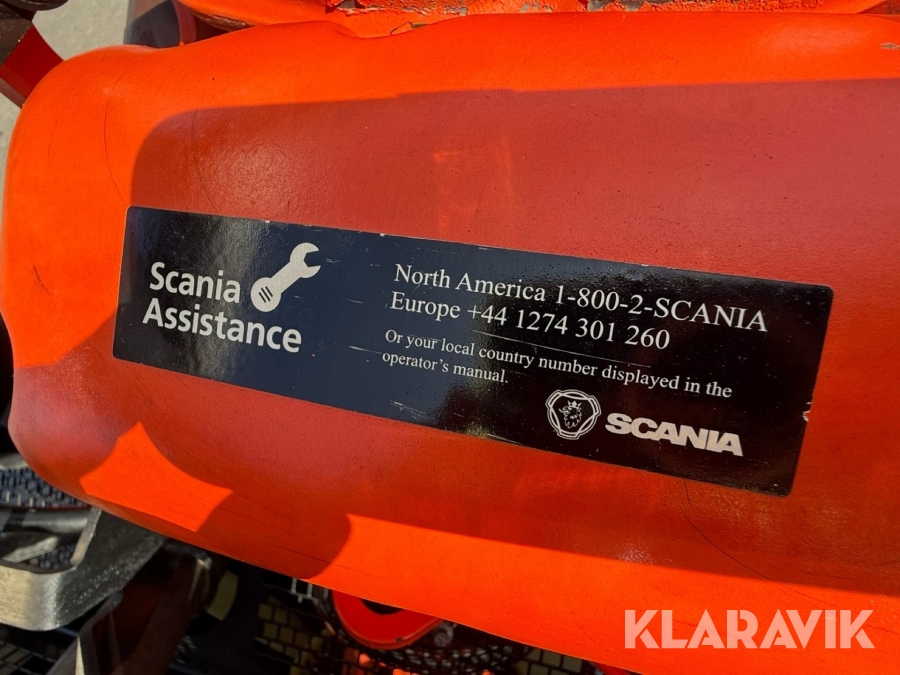 Scania
Assistance
North America 1-800-2-SCANIA
Europe +44 1274 301 260
Or your local country number displayed in the
operator's manual.
SCANIA
KLARAVIK